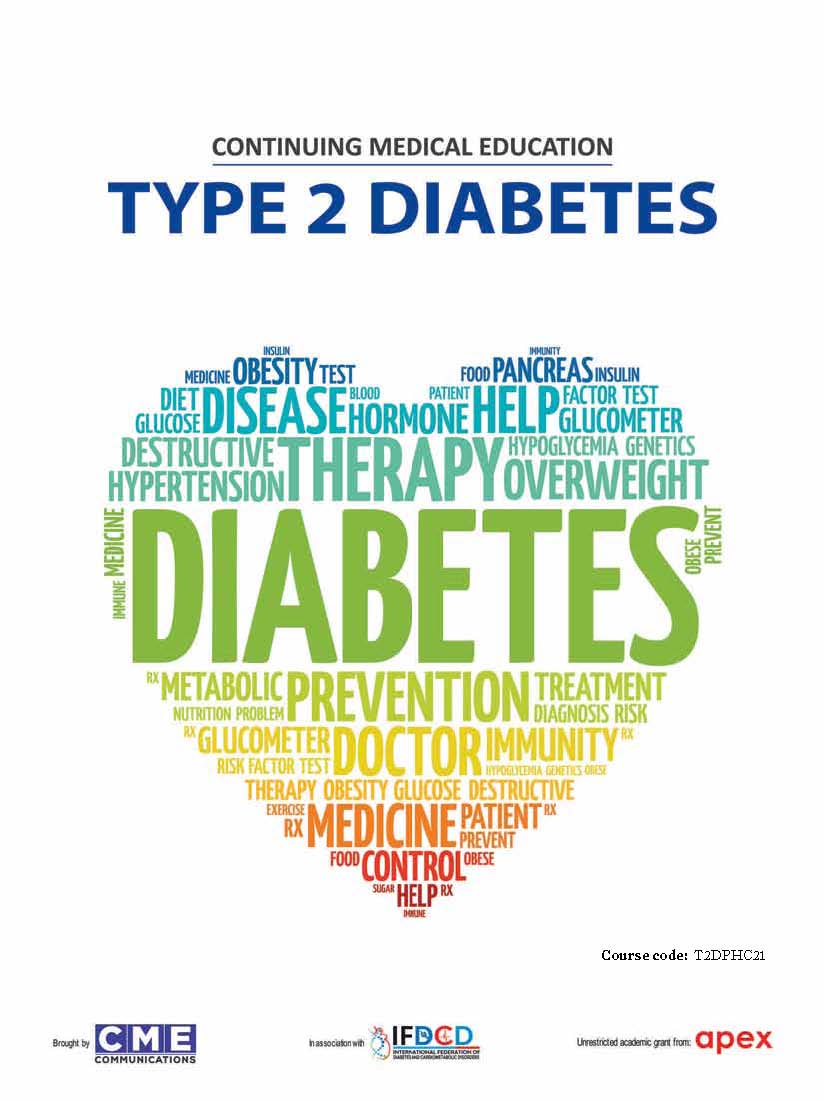 CONTINUING MEDICAL EDUCATION
TYPE 2 DIABETES
INSULIN IMMUNITY
MEDICINE OBESITY TEST FOOD PANCREAS INSULIN
DIET DISEASE BLOOD PATIENT HELP FACTOR TEST
GLUCOSE HORMONE GLUCOMETER
DESTRUCTIVE THERAPY HYPOGLYCEMIA GENETICS
HYPERTENSION OVERWEIGHT
IMMUNE MEDICINE DIABETES OBESE PREVENT
RX METABOLIC PREVENTION TREATMENT
NUTRITION PROBLEM DIAGNOSIS RISK
RX GLUCOMETER DOCTOR IMMUNITY RX
RISK FACTOR TEST HYPOGLYCEMIA GENETICS OBESE
THERAPY OBESITY GLUCOSE DESTRUCTIVE
EXERCISE MEDICINE PATIENT RX
RX PREVENT
FOOD CONTROL OBESE
SUGAR HELP RX
IMMUNE
Course code: T2DPHC21
Brought by CME COMMUNICATIONS
In association with IFDCD
INTERNATIONAL FEDERATION OF
DIABETES AND CARDIOMETABOLIC DISORDERS
Unrestricted academic grant from: apex